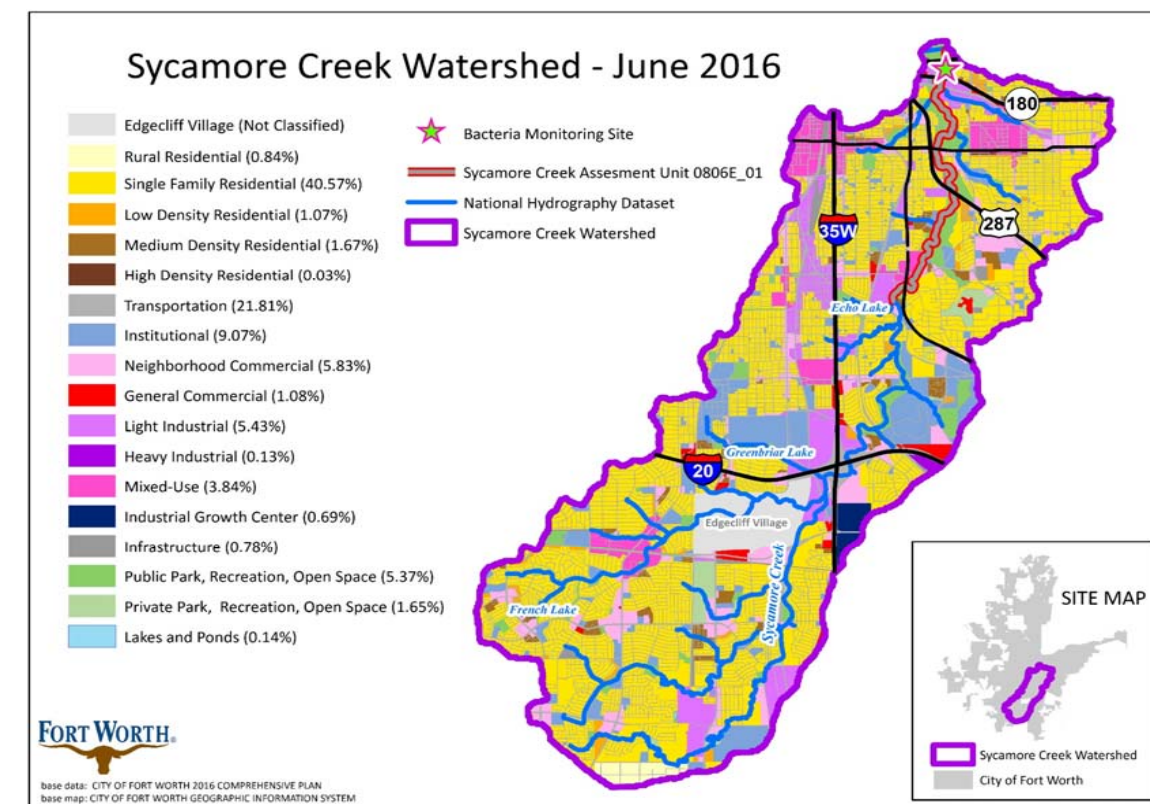 Sycamore Creek Watershed - June 2016
Edgecliff Village (Not Classified)
Rural Residential (0.84%)
Single Family Residential (40.57%)
Low Density Residential (1.07%)
Medium Density Residential (1.67%)
High Density Residential (0.03%)
Transportation (21.81%)
Institutional (9.07%)
Neighborhood Commercial (5.83%)
General Commercial (1.08%)
Light Industrial (5.43%)
Heavy Industrial (0.13%)
Mixed-Use (3.84%)
Industrial Growth Center (0.69%)
Infrastructure (0.78%)
Public Park, Recreation, Open Space (5.37%)
Private Park, Recreation, Open Space (1.65%)
Lakes and Ponds (0.14%)
Bacteria Monitoring Site
Sycamore Creek Assesment Unit 0806E_01
National Hydrography Dataset
Sycamore Creek Watershed
180
287
35W
Echo Lake
Greenbriar Lake
20
Edgecliff Village
Sycamore Creek
French Lake
SITE MAP
Sycamore Creek Watershed
City of Fort Worth
FORT WORTH®
base data: CITY OF FORT WORTH 2016 COMPREHENSIVE PLAN
base map: CITY OF FORT WORTH GEOGRAPHIC INFORMATION SYSTEM